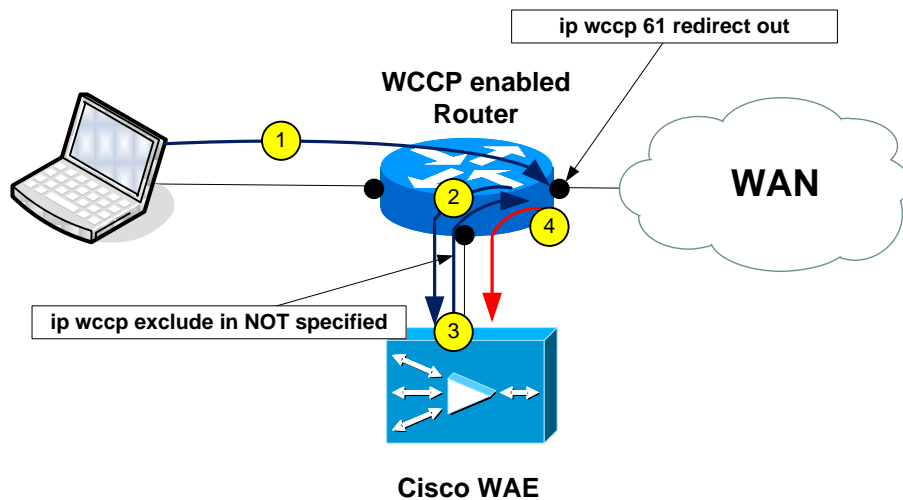 ip wccp 61 redirect out
WCCP enabled
Router
1
2
WAN
4
ip wccp exclude in NOT specified
3
Cisco WAE